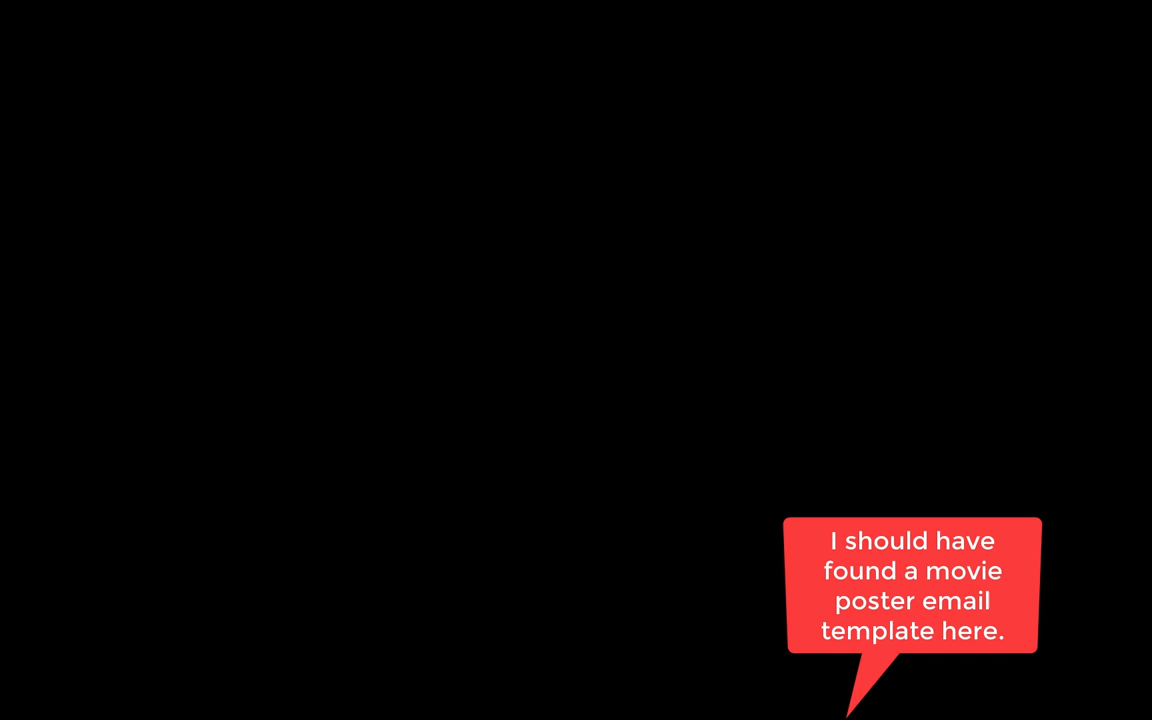 I should have
found a movie
poster email
template here.